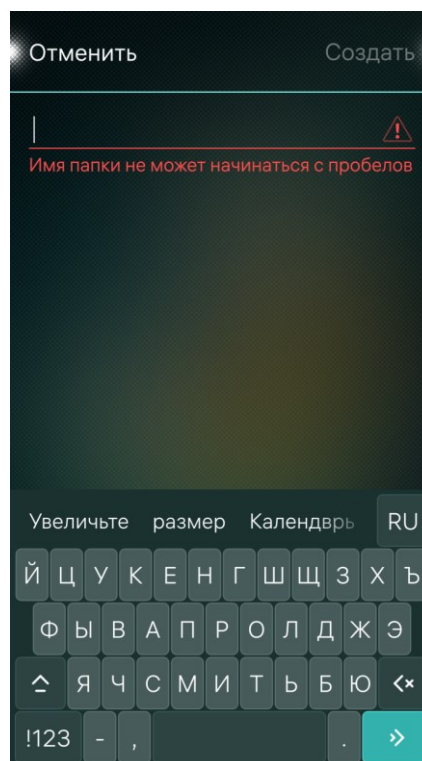 Отменить Создать
Имя папки не может начинаться с пробелов
Увеличьте размер Календврь RU
Й Ц У К Е Н Г Ш Щ З Х Ъ
Ф Ы В А П Р О Л Д Ж Э
Я Ч С М И Т Ь Б Ю
!123 - , .